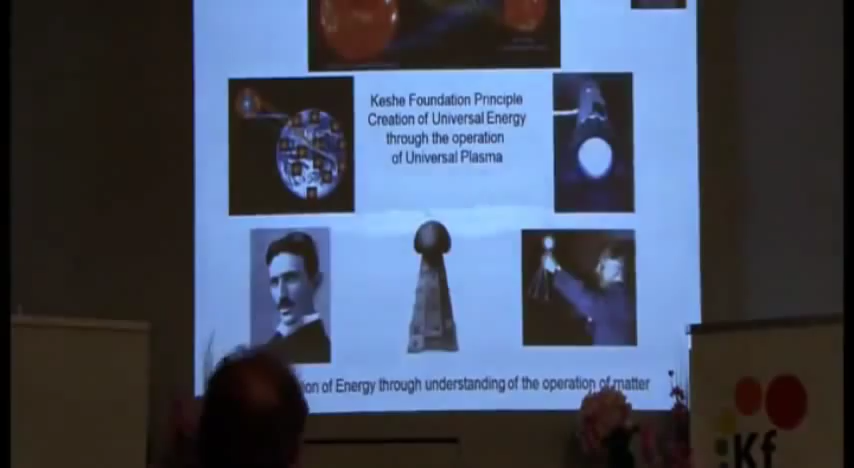 Keshe Foundation Principle
Creation of Universal Energy
through the operation
of Universal Plasma
of Energy through understanding of the operation of matter
Kf